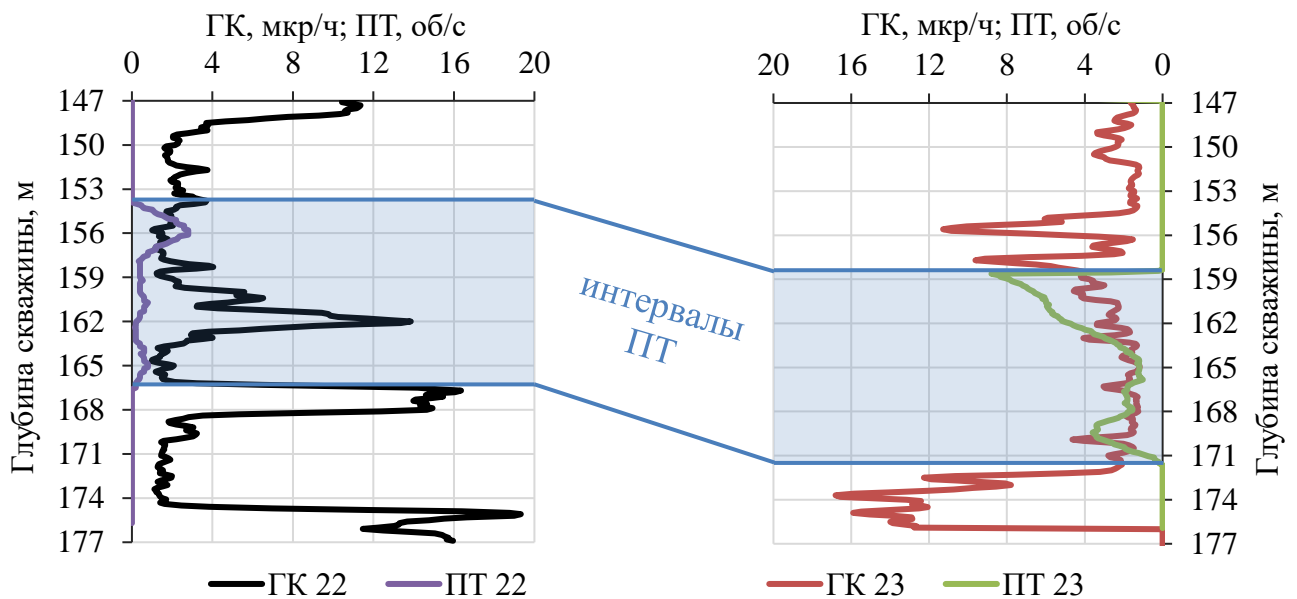 ГК, мкр/ч; ПТ, об/с
0 4 8 12 16 20
147
150
153
156
159
162
165
168
171
174
177
Глубина скважины, м
интервалы
ПТ
ГК, мкр/ч; ПТ, об/с
20 16 12 8 4 0
147
150
153
156
159
162
165
168
171
174
177
Глубина скважины, м
ГК 22 ПТ 22
ГК 23 ПТ 23